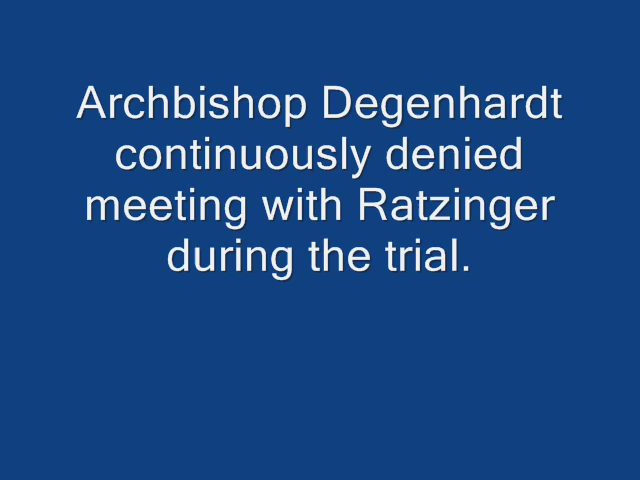 Archbishop Degenhardt
continuously denied
meeting with Ratzinger
during the trial.